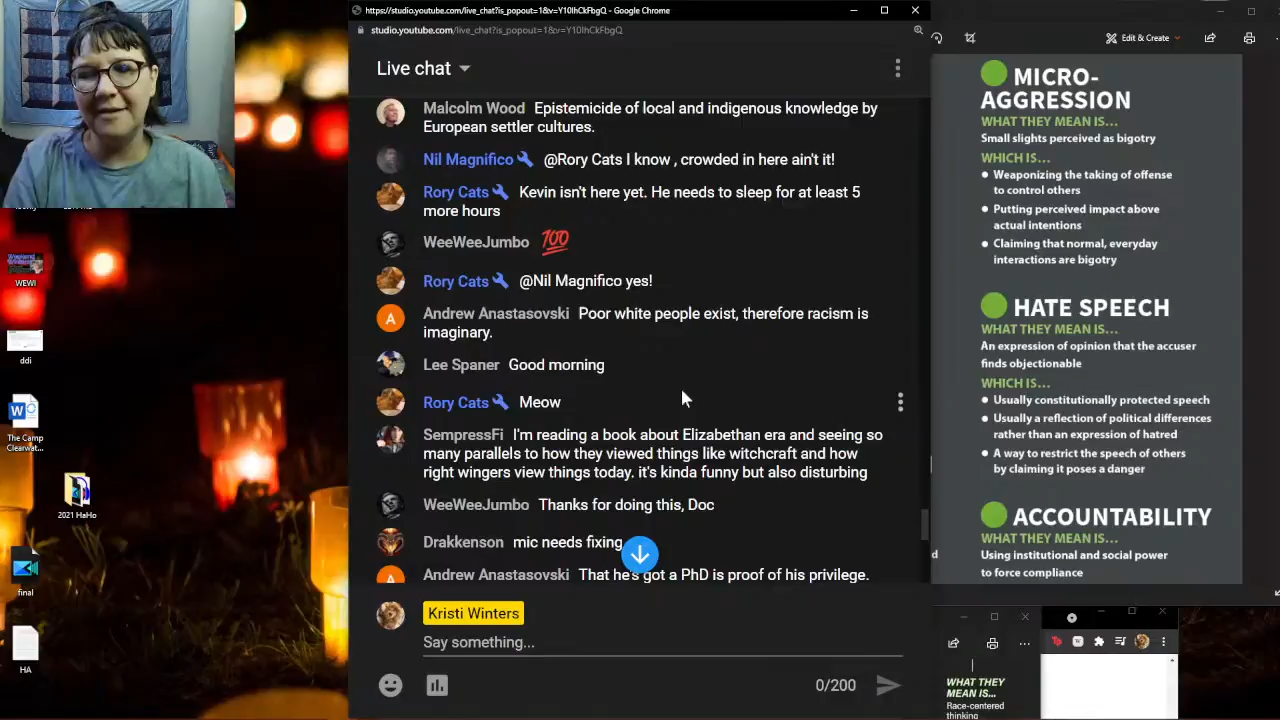 https://studio.youtube.com/live_chat?is_popout=1&v=Y10IhCkFbgQ - Google Chrome
studio.youtube.com/live_chat?is_popout=1&v=Y10IhCkFbgQ
Live chat
Malcolm Wood Epistemicide of local and indigenous knowledge by
European settler cultures.
Nil Magnifico @Rory Cats I know , crowded in here ain't it!
Rory Cats Kevin isn't here yet. He needs to sleep for at least 5
more hours
WeeWeeJumbo 💯
Rory Cats @Nil Magnifico yes!
A
Andrew Anastasovski Poor white people exist, therefore racism is
imaginary.
Lee Spaner Good morning
Rory Cats Meow
SempressFi I'm reading a book about Elizabethan era and seeing so
many parallels to how they viewed things like witchcraft and how
right wingers view things today. it's kinda funny but also disturbing
WeeWeeJumbo Thanks for doing this, Doc
Drakkenson mic needs fixing
A
Andrew Anastasovski That he's got a PhD is proof of his privilege.
Kristi Winters
Say something...
0/200
Edit & Create
MICRO-
AGGRESSION
WHAT THEY MEAN IS...
Small slights perceived as bigotry
WHICH IS...
Weaponizing the taking of offense
to control others
Putting perceived impact above
actual intentions
Claiming that normal, everyday
interactions are bigotry
HATE SPEECH
WHAT THEY MEAN IS...
An expression of opinion that the accuser
finds objectionable
WHICH IS...
Usually constitutionally protected speech
Usually a reflection of political differences
rather than an expression of hatred
A way to restrict the speech of others
by claiming it poses a danger
ACCOUNTABILITY
WHAT THEY MEAN IS...
Using institutional and social power
to force compliance
d
WHAT THEY
MEAN IS...
Race-centered
thinking
WEWI
ddi
The Camp
Clearwat...
2021 HaHo
final
HA